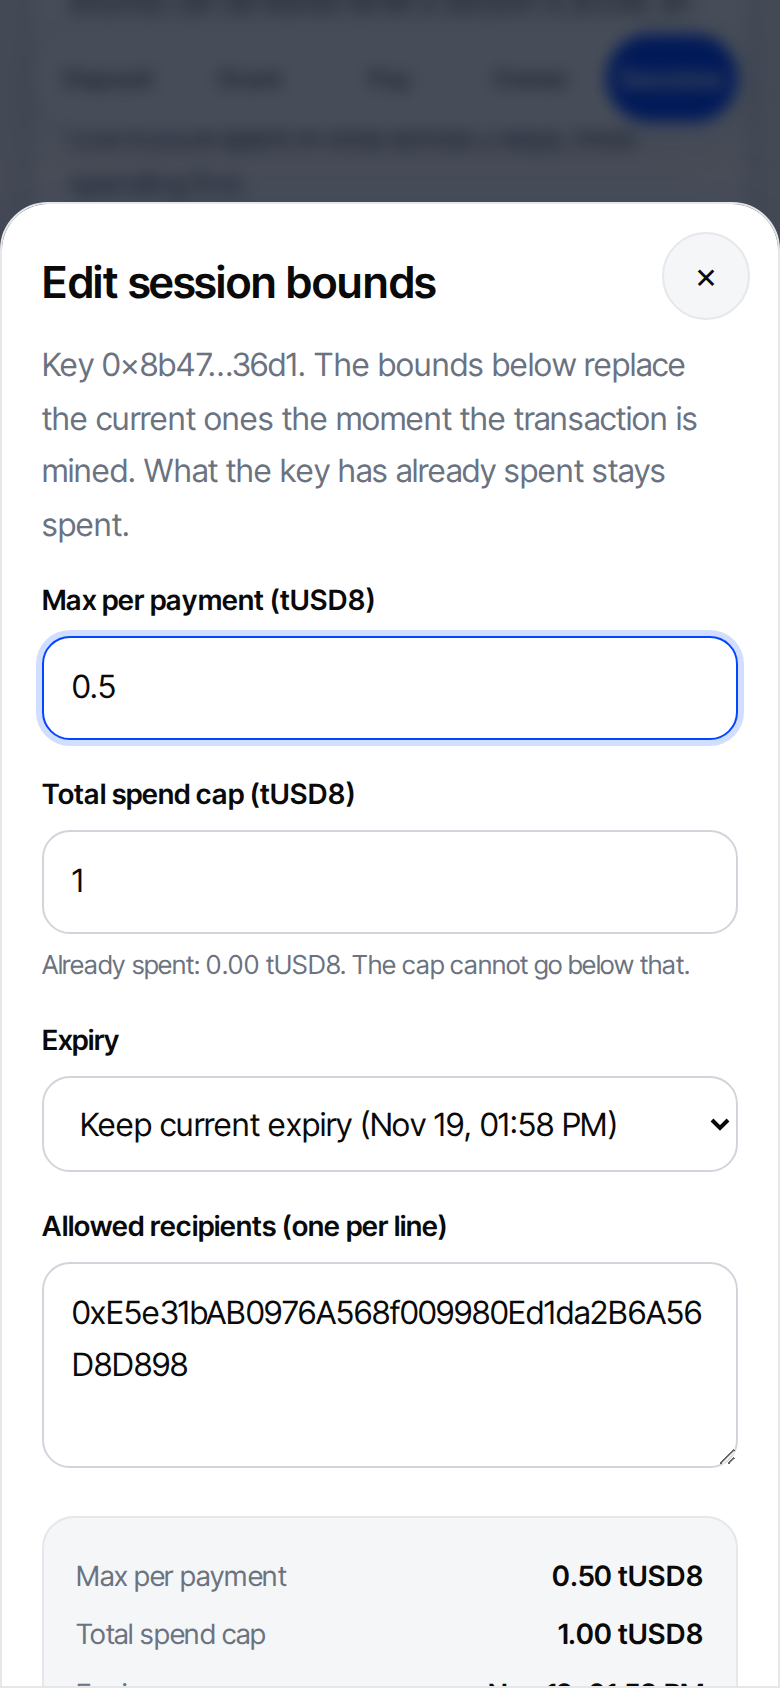 Edit session bounds
×
Key 0×8b47...36d1. The bounds below replace
the current ones the moment the transaction is
mined. What the key has already spent stays
spent.
Max per payment (tUSD8)
0.5
Total spend cap (tUSD8)
1
Already spent: 0.00 tUSD8. The cap cannot go below that.
Expiry
Keep current expiry (Nov 19, 01:58 PM)
Allowed recipients (one per line)
0xE5e31bAB0976A568f009980Ed1da2B6A56
D8D898
Max per payment 0.50 tUSD8
Total spend cap 1.00 tUSD8